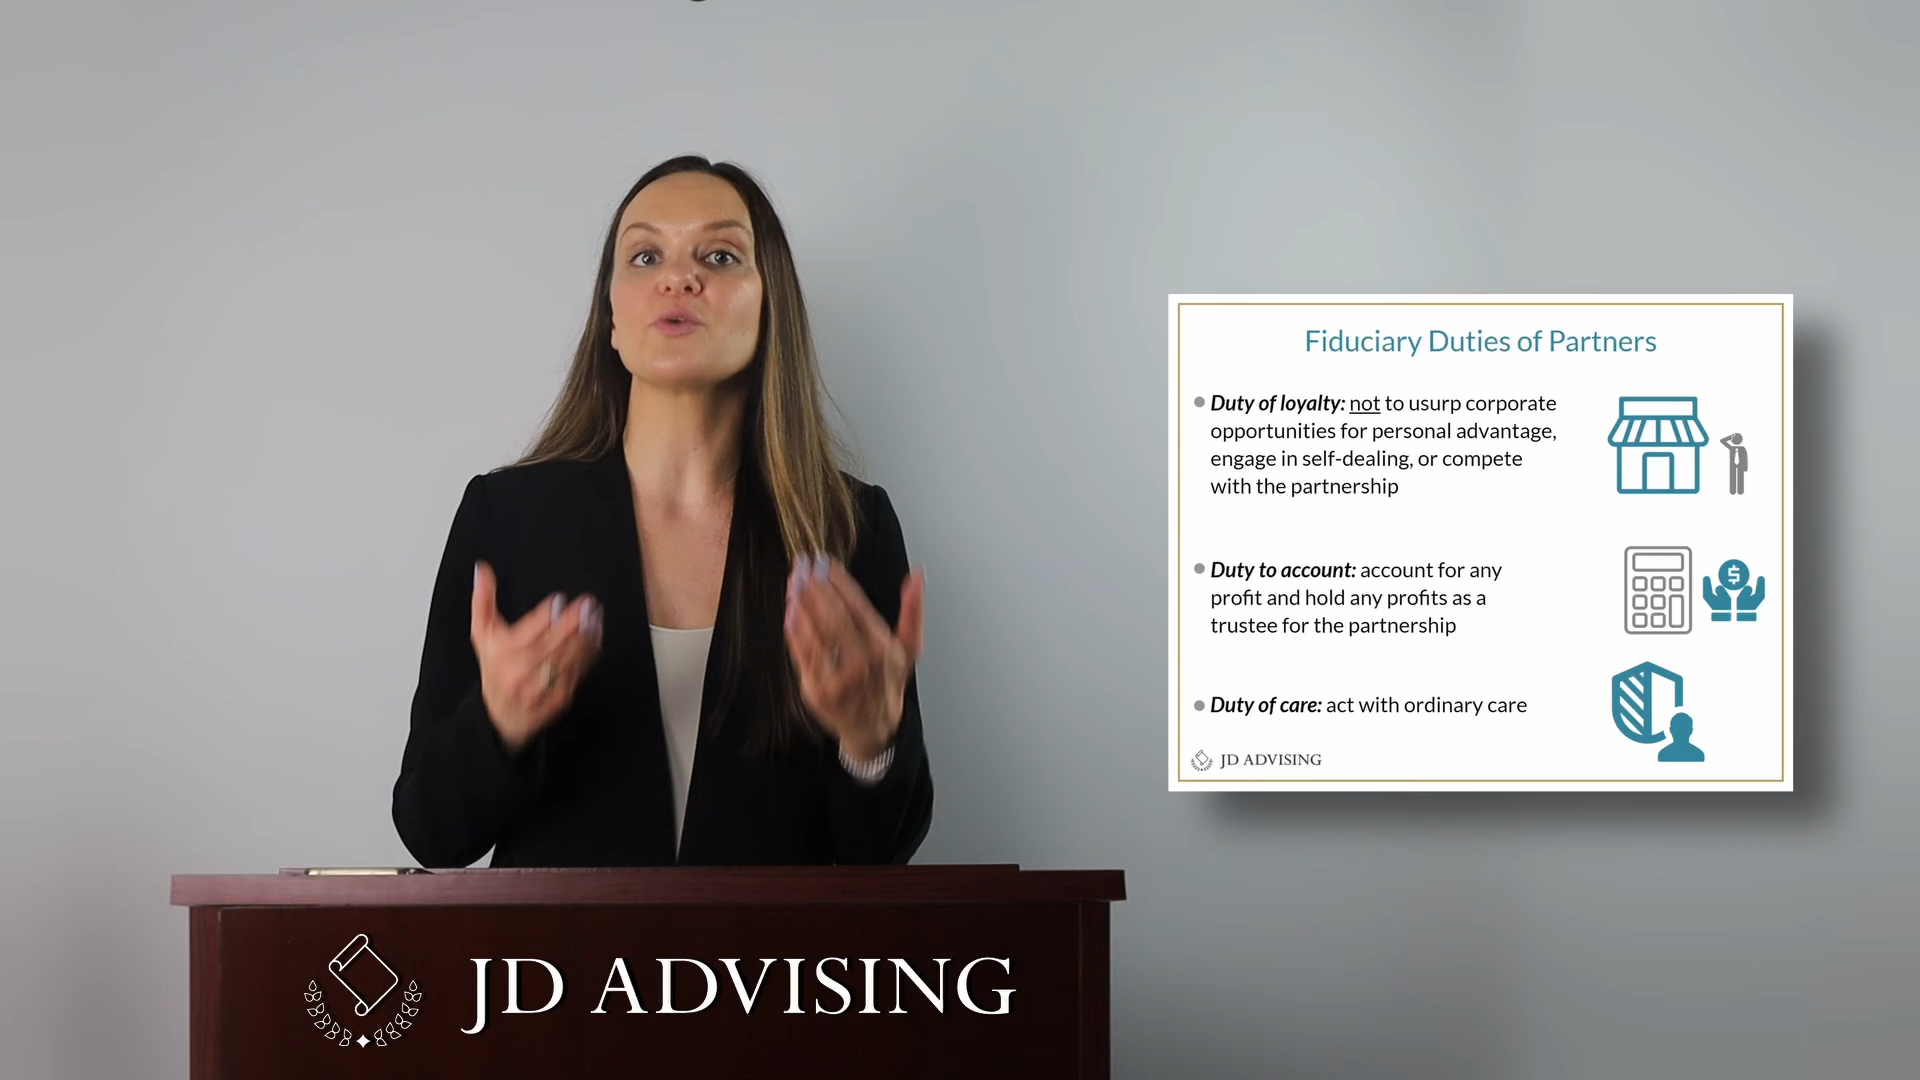 Fiduciary Duties of Partners
Duty of loyalty: not to usurp corporate
opportunities for personal advantage,
engage in self-dealing, or compete
with the partnership
Duty to account: account for any
profit and hold any profits as a
trustee for the partnership
Duty of care: act with ordinary care
JD ADVISING
JD ADVISING